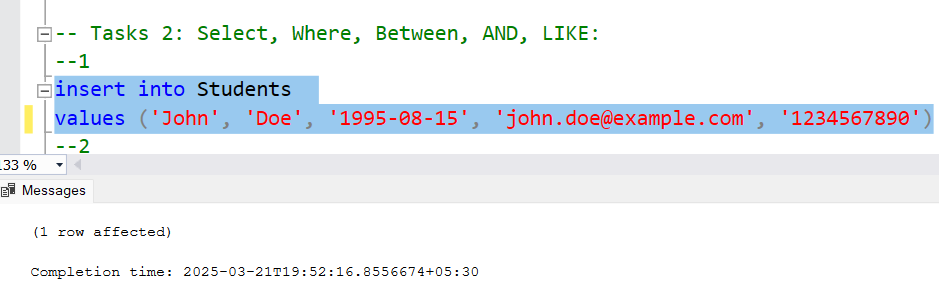 -- Tasks 2: Select, Where, Between, AND, LIKE:
--1
insert into Students
values ('John', 'Doe', '1995-08-15', 'john.doe@example.com', '1234567890')
--2
133 %
Messages
(1 row affected)
Completion time: 2025-03-21T19:52:16.8556674+05:30